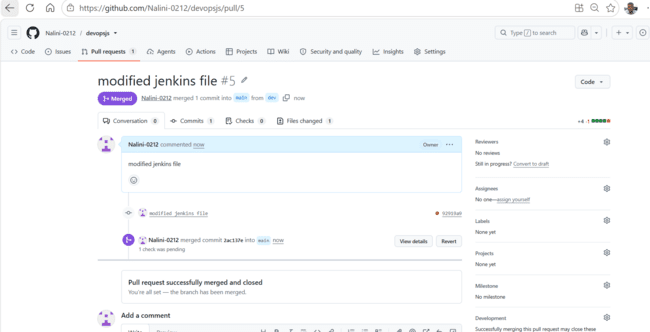 https://github.com/Nalini-0212/devopsjs/pull/5
Nalini-0212 / devopsjs
Type / to search
Code
Issues
Pull requests 1
Agents
Actions
Projects
Wiki
Security and quality
Insights
Settings
modified jenkins file #5
Code
Merged
Nalini-0212 merged 1 commit into main from dev now
Conversation 0
Commits 1
Checks 0
Files changed 1
+4 -1
Nalini-0212 commented now
Owner
modified jenkins file
modified jenkins file
Nalini-0212 merged commit 2ac137e into main now
1 check was pending
View details
Revert
Pull request successfully merged and closed
You're all set — the branch has been merged.
Add a comment
Write
Preview
Reviewers
No reviews
Still in progress? Convert to draft
Assignees
No one—assign yourself
Labels
None yet
Projects
None yet
Milestone
No milestone
Development
Successfully merging this pull request may close these